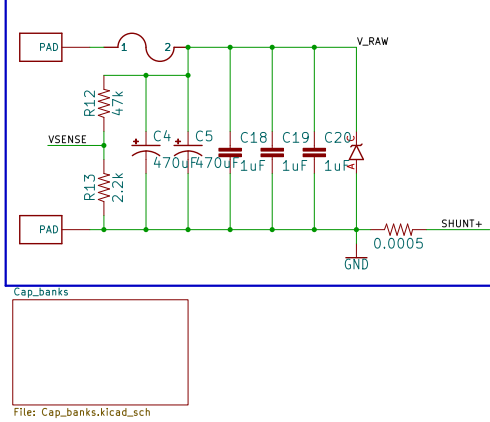 V_RAW
PAD
1
2
R12
47k
C4
470uF
C5
470uF
C18
1uF
C19
1uF
C20
1uF
C
A
VSENSE
R13
2.2k
PAD
SHUNT+
0.0005
GND
Cap_banks
File: Cap_banks.kicad_sch